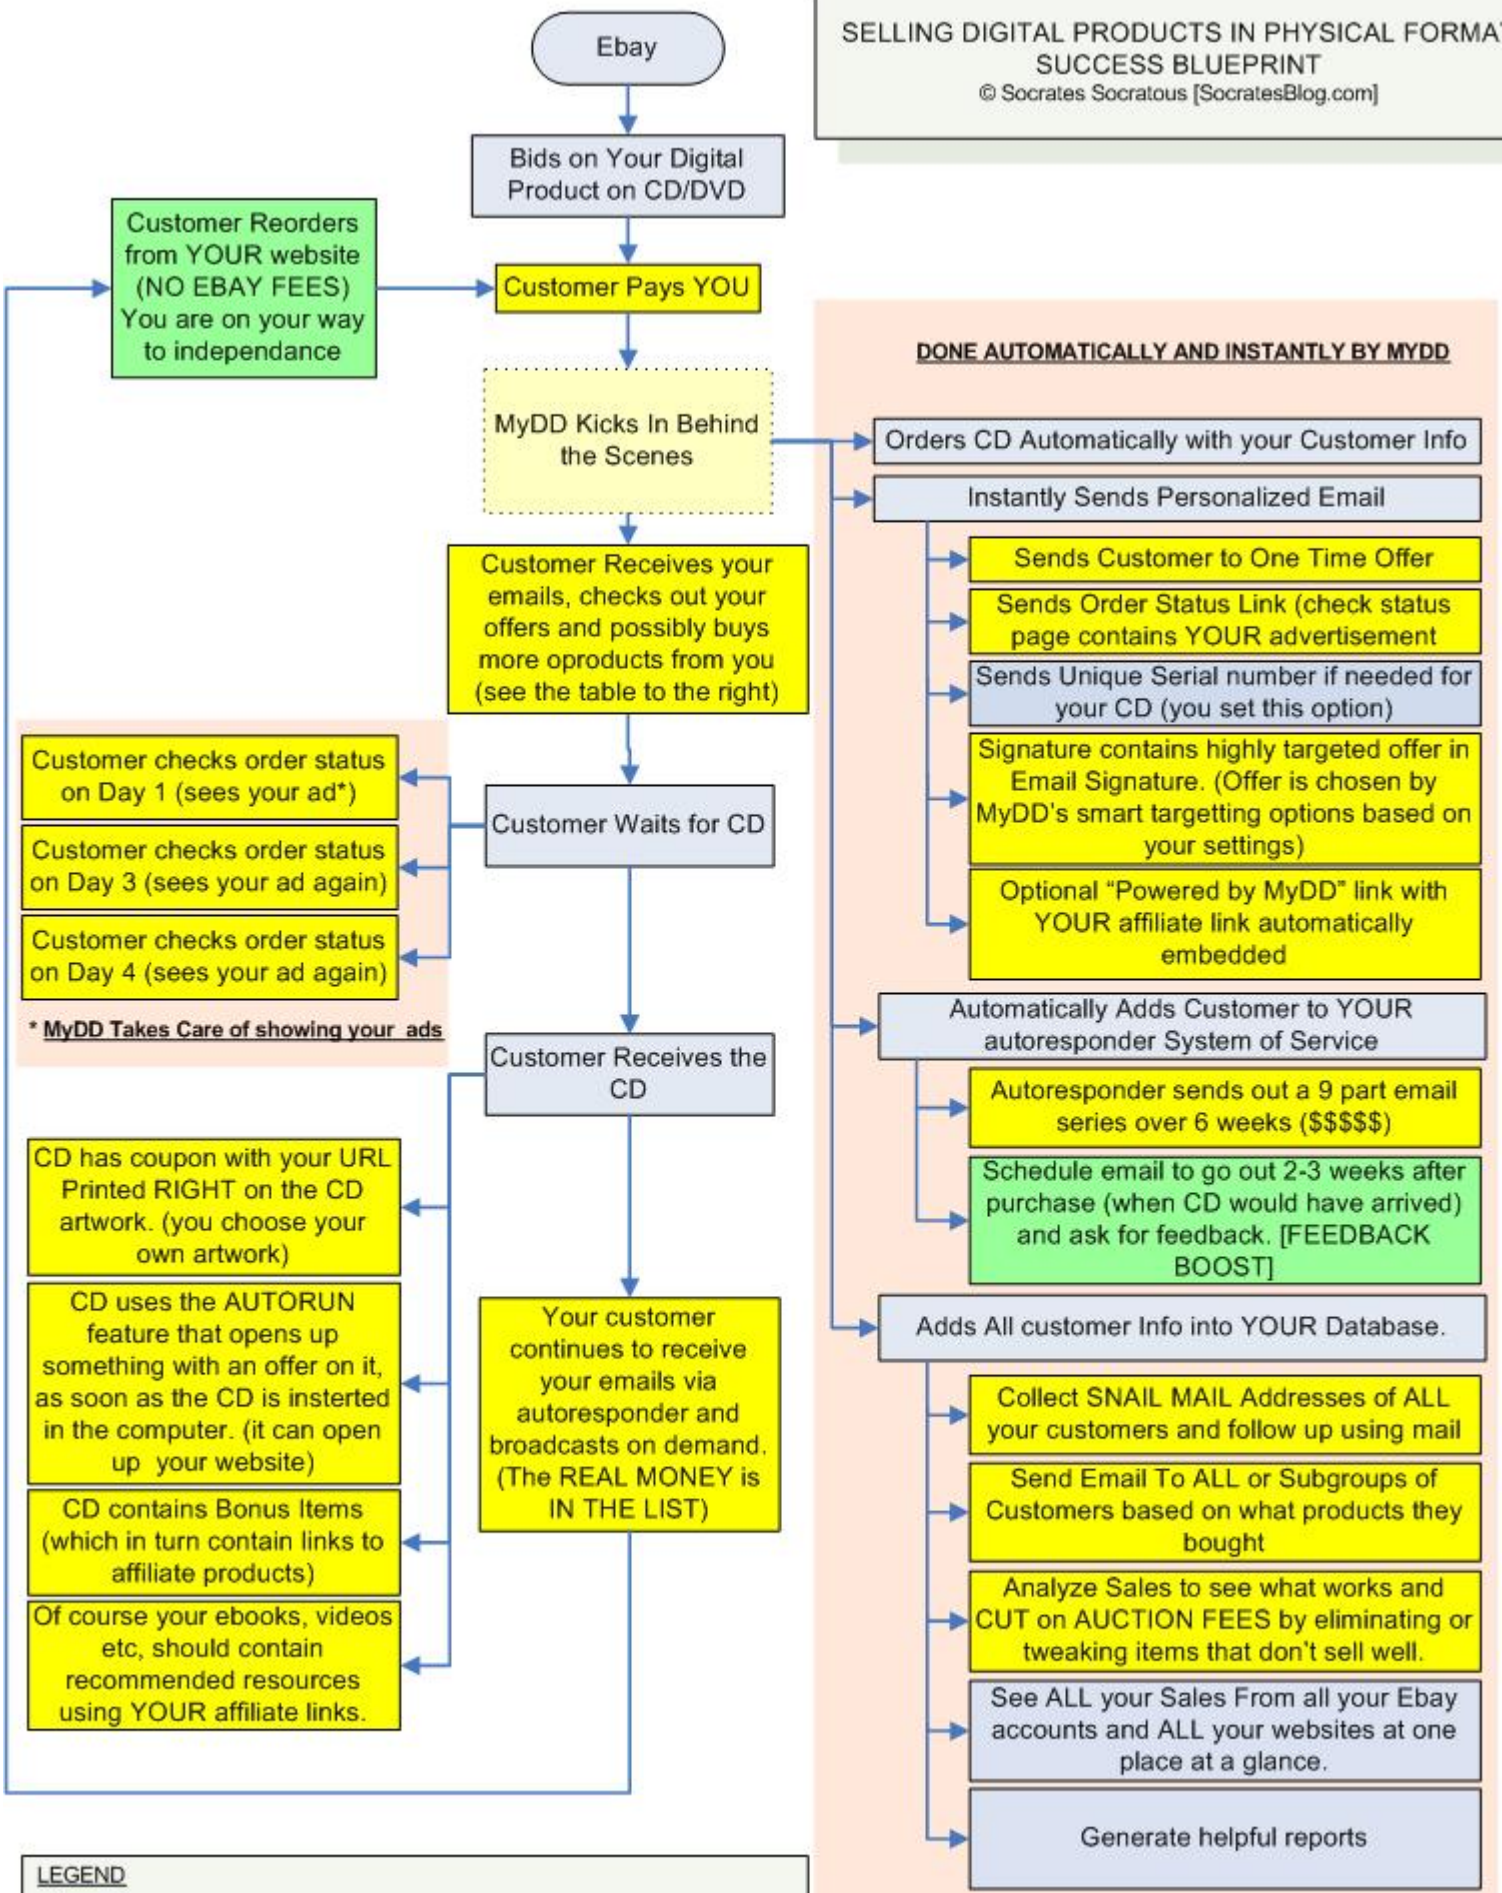 SELLING DIGITAL PRODUCTS IN PHYSICAL FORMAT
SUCCESS BLUEPRINT
© Socrates Socratous [SocratesBlog.com]
Ebay
Bids on Your Digital
Product on CD/DVD
Customer Reorders
from YOUR website
(NO EBAY FEES)
You are on your way
to independance
Customer Pays YOU
MyDD Kicks In Behind
the Scenes
Customer Receives your
emails, checks out your
offers and possibly buys
more oproducts from you
(see the table to the right)
Customer checks order status
on Day 1 (sees your ad*)
Customer checks order status
on Day 3 (sees your ad again)
Customer checks order status
on Day 4 (sees your ad again)
* MyDD Takes Care of showing your ads
Customer Waits for CD
Customer Receives the
CD
CD has coupon with your URL
Printed RIGHT on the CD
artwork. (you choose your
own artwork)
CD uses the AUTORUN
feature that opens up
something with an offer on it,
as soon as the CD is insterted
in the computer. (it can open
up your website)
CD contains Bonus Items
(which in turn contain links to
affiliate products)
Of course your ebooks, videos
etc, should contain
recommended resources
using YOUR affiliate links.
Your customer
continues to receive
your emails via
autoresponder and
broadcasts on demand.
(The REAL MONEY is
IN THE LIST)
DONE AUTOMATICALLY AND INSTANTLY BY MYDD
Orders CD Automatically with your Customer Info
Instantly Sends Personalized Email
Sends Customer to One Time Offer
Sends Order Status Link (check status
page contains YOUR advertisement
Sends Unique Serial number if needed for
your CD (you set this option)
Signature contains highly targeted offer in
Email Signature. (Offer is chosen by
MyDD's smart targetting options based on
your settings)
Optional “Powered by MyDD” link with
YOUR affiliate link automatically
embedded
Automatically Adds Customer to YOUR
autoresponder System of Service
Autoresponder sends out a 9 part email
series over 6 weeks ($$$$$)
Schedule email to go out 2-3 weeks after
purchase (when CD would have arrived)
and ask for feedback. [FEEDBACK
BOOST]
Adds All customer Info into YOUR Database.
Collect SNAIL MAIL Addresses of ALL
your customers and follow up using mail
Send Email To ALL or Subgroups of
Customers based on what products they
bought
Analyze Sales to see what works and
CUT on AUCTION FEES by eliminating or
tweaking items that don't sell well.
See ALL your Sales From all your Ebay
accounts and ALL your websites at one
place at a glance.
Generate helpful reports
LEGEND